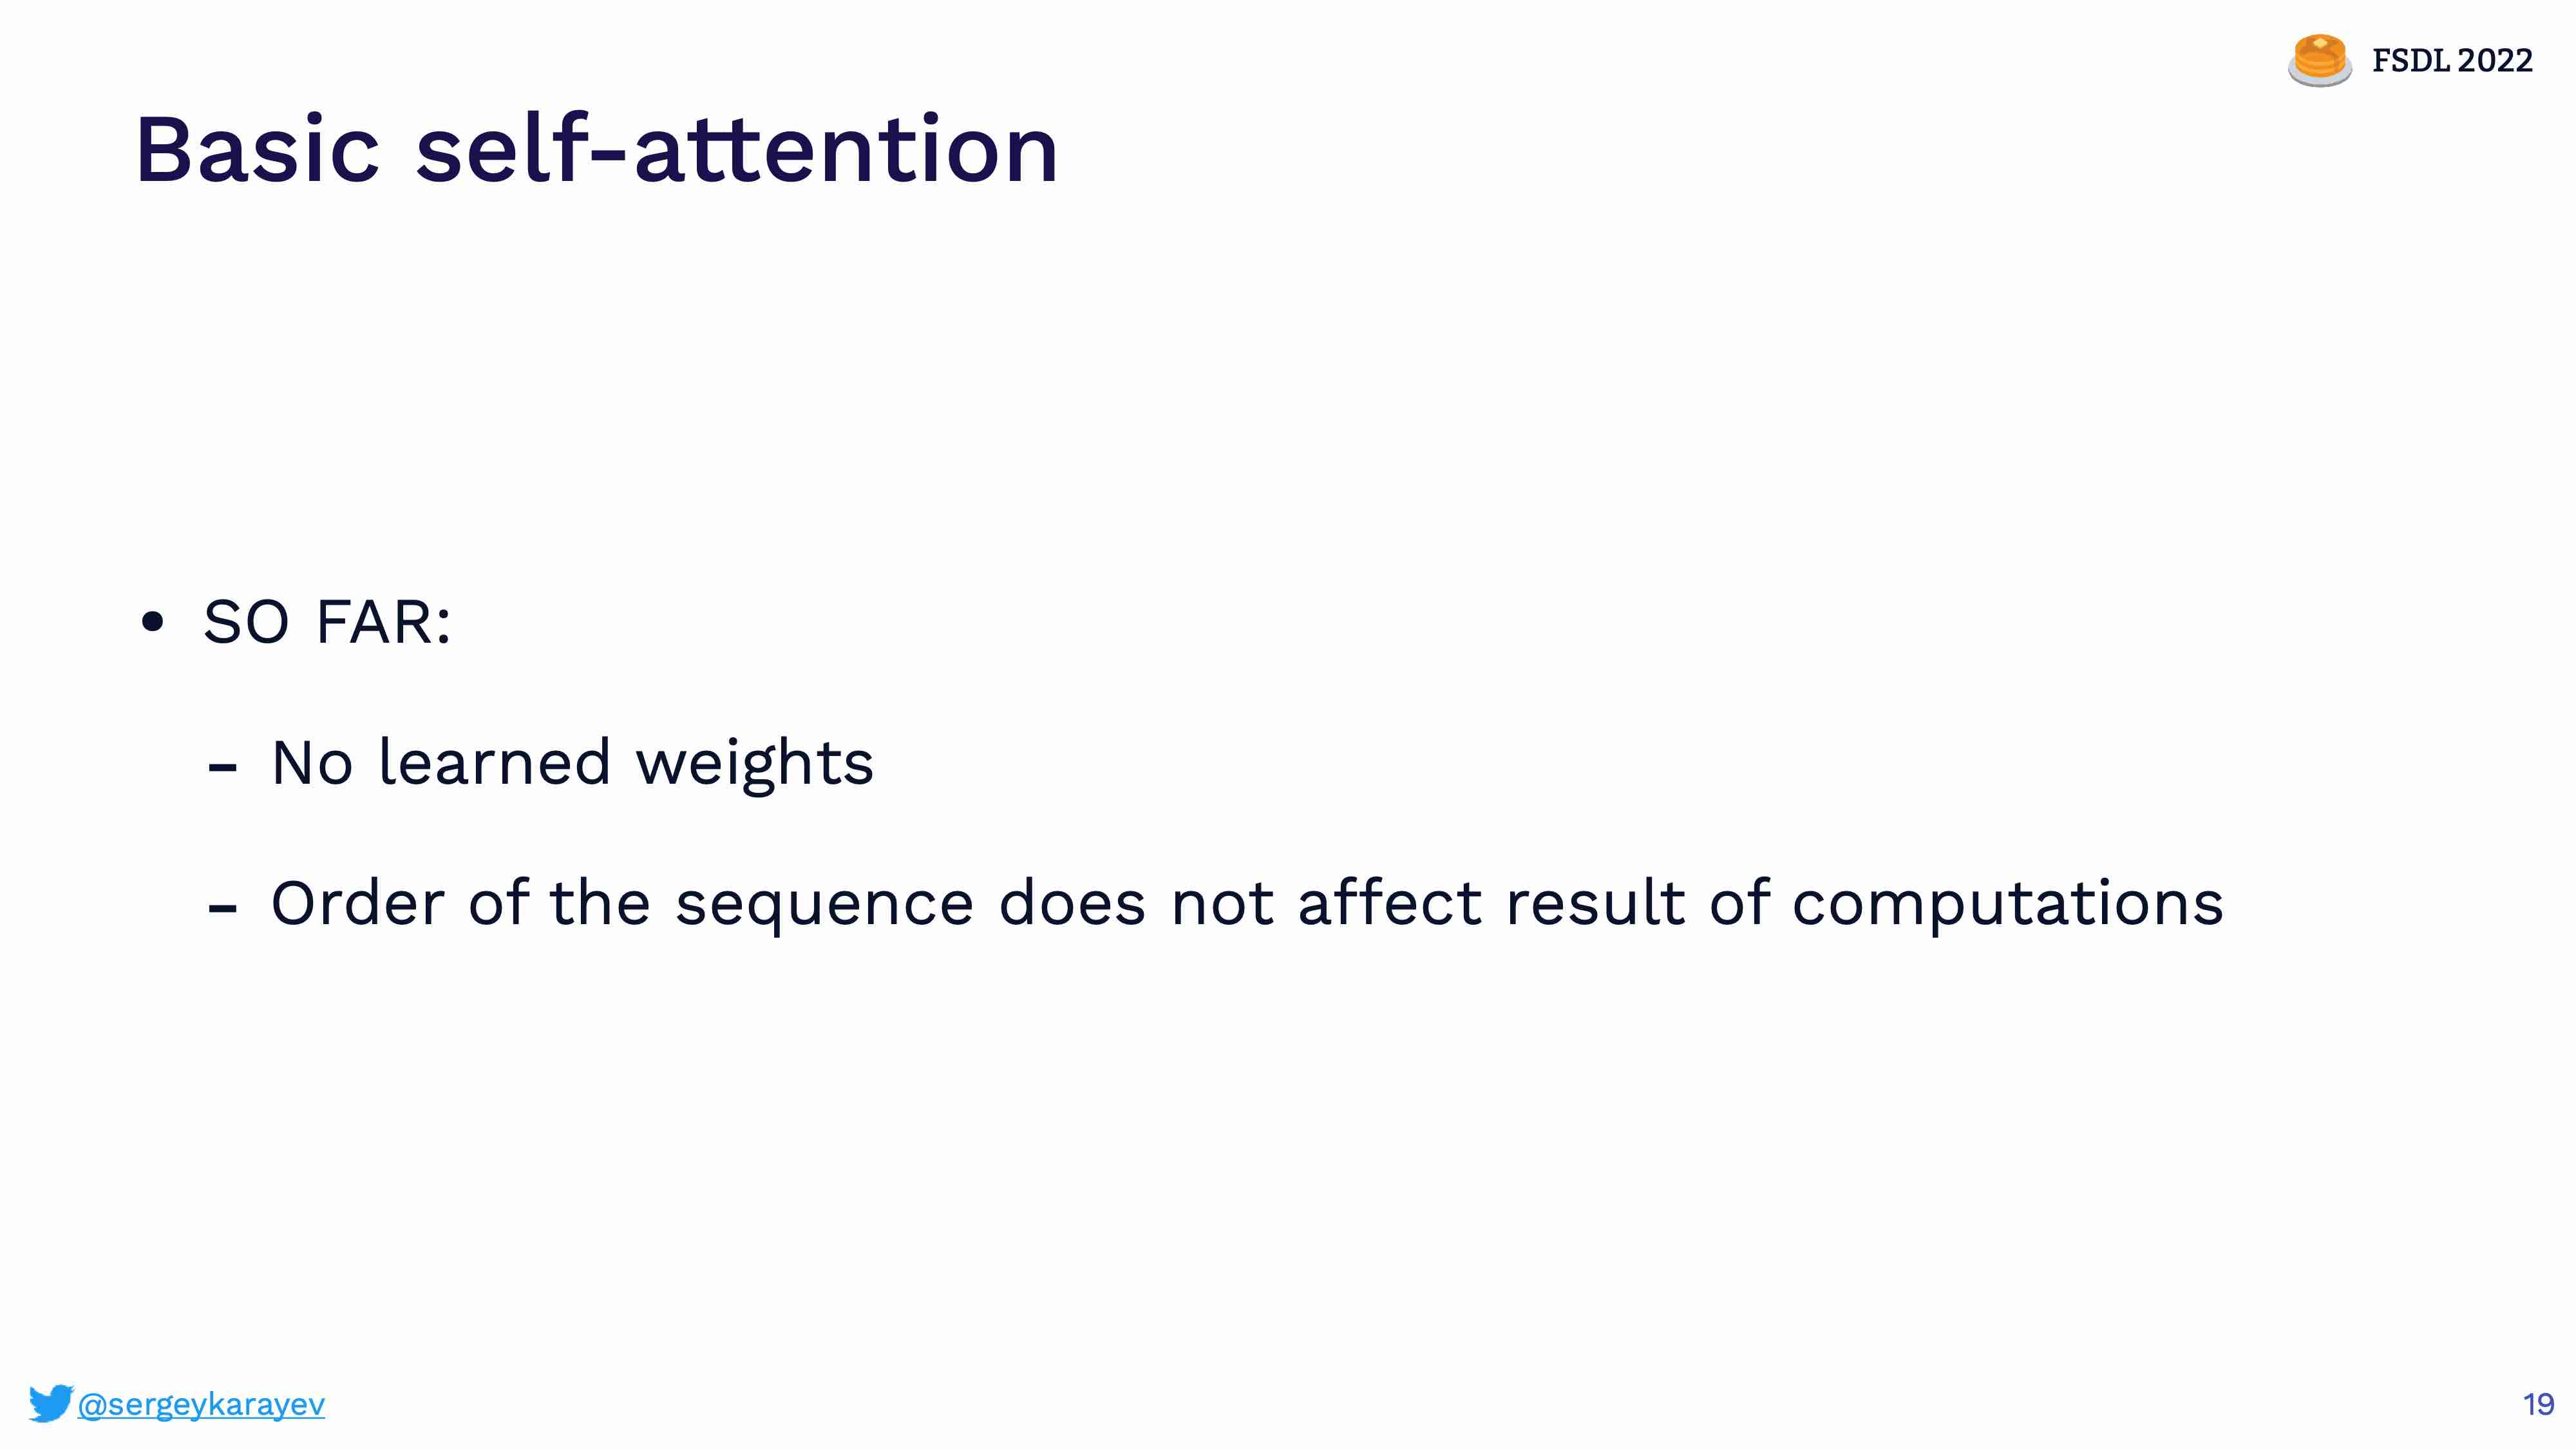 FSDL 2022
Basic self-attention
• SO FAR:
- No learned weights
- Order of the sequence does not affect result of computations
@sergeykarayev
19